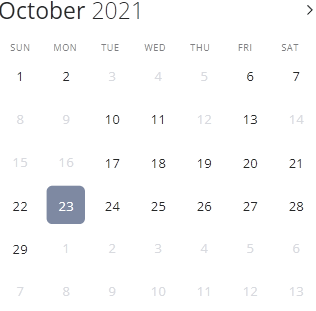 October 2021
SUN MON TUE WED THU FRI SAT
1 2 3 4 5 6 7
8 9 10 11 12 13 14
15 16 17 18 19 20 21
22 23 24 25 26 27 28
29 1 2 3 4 5 6
7 8 9 10 11 12 13